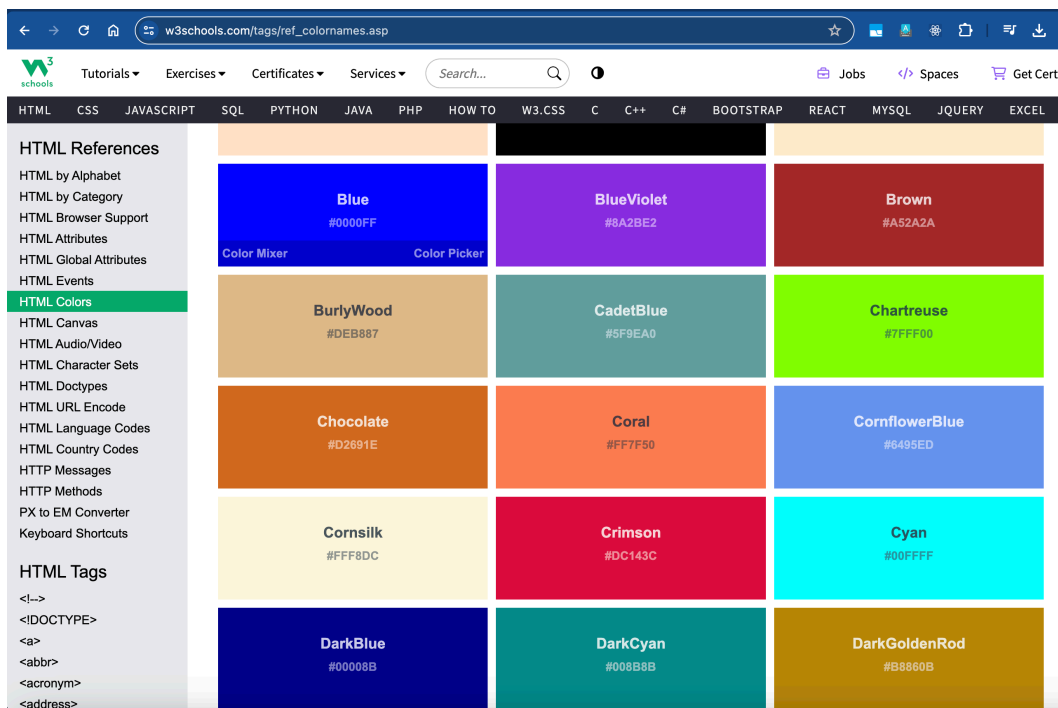 w3schools.com/tags/ref_colornames.asp
W3
schools
Tutorials Exercises Certificates Services Search... Jobs </> Spaces Get Cert
HTML CSS JAVASCRIPT SQL PYTHON JAVA PHP HOW TO W3.CSS C C++ C# BOOTSTRAP REACT MYSQL JQUERY EXCEL
HTML References
HTML by Alphabet
HTML by Category
HTML Browser Support
HTML Attributes
HTML Global Attributes
HTML Events
HTML Colors
HTML Canvas
HTML Audio/Video
HTML Character Sets
HTML Doctypes
HTML URL Encode
HTML Language Codes
HTML Country Codes
HTTP Messages
HTTP Methods
PX to EM Converter
Keyboard Shortcuts
HTML Tags
<!-->
<!DOCTYPE>
<a>
<abbr>
<acronym>
<address>
Blue
#0000FF
Color Mixer Color Picker
BlueViolet
#8A2BE2
Brown
#A52A2A
BurlyWood
#DEB887
CadetBlue
#5F9EA0
Chartreuse
#7FFF00
Chocolate
#D2691E
Coral
#FF7F50
CornflowerBlue
#6495ED
Cornsilk
#FFF8DC
Crimson
#DC143C
Cyan
#00FFFF
DarkBlue
#00008B
DarkCyan
#008B8B
DarkGoldenRod
#B8860B